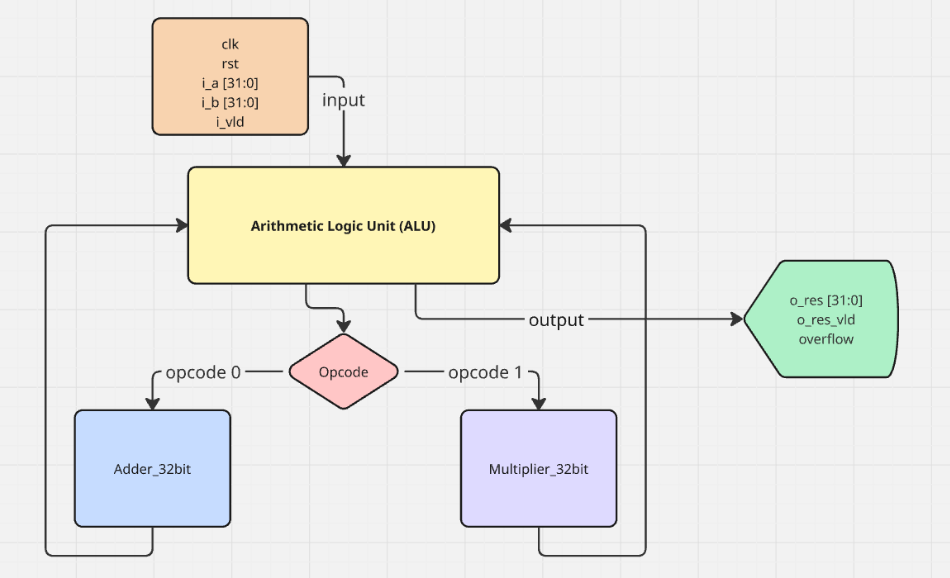 clk
rst
i_a [31:0]
i_b [31:0]
i_vld
input
Arithmetic Logic Unit (ALU)
o_res [31:0]
o_res_vld
overflow
output
opcode 0
Opcode
opcode 1
Adder_32bit
Multiplier_32bit